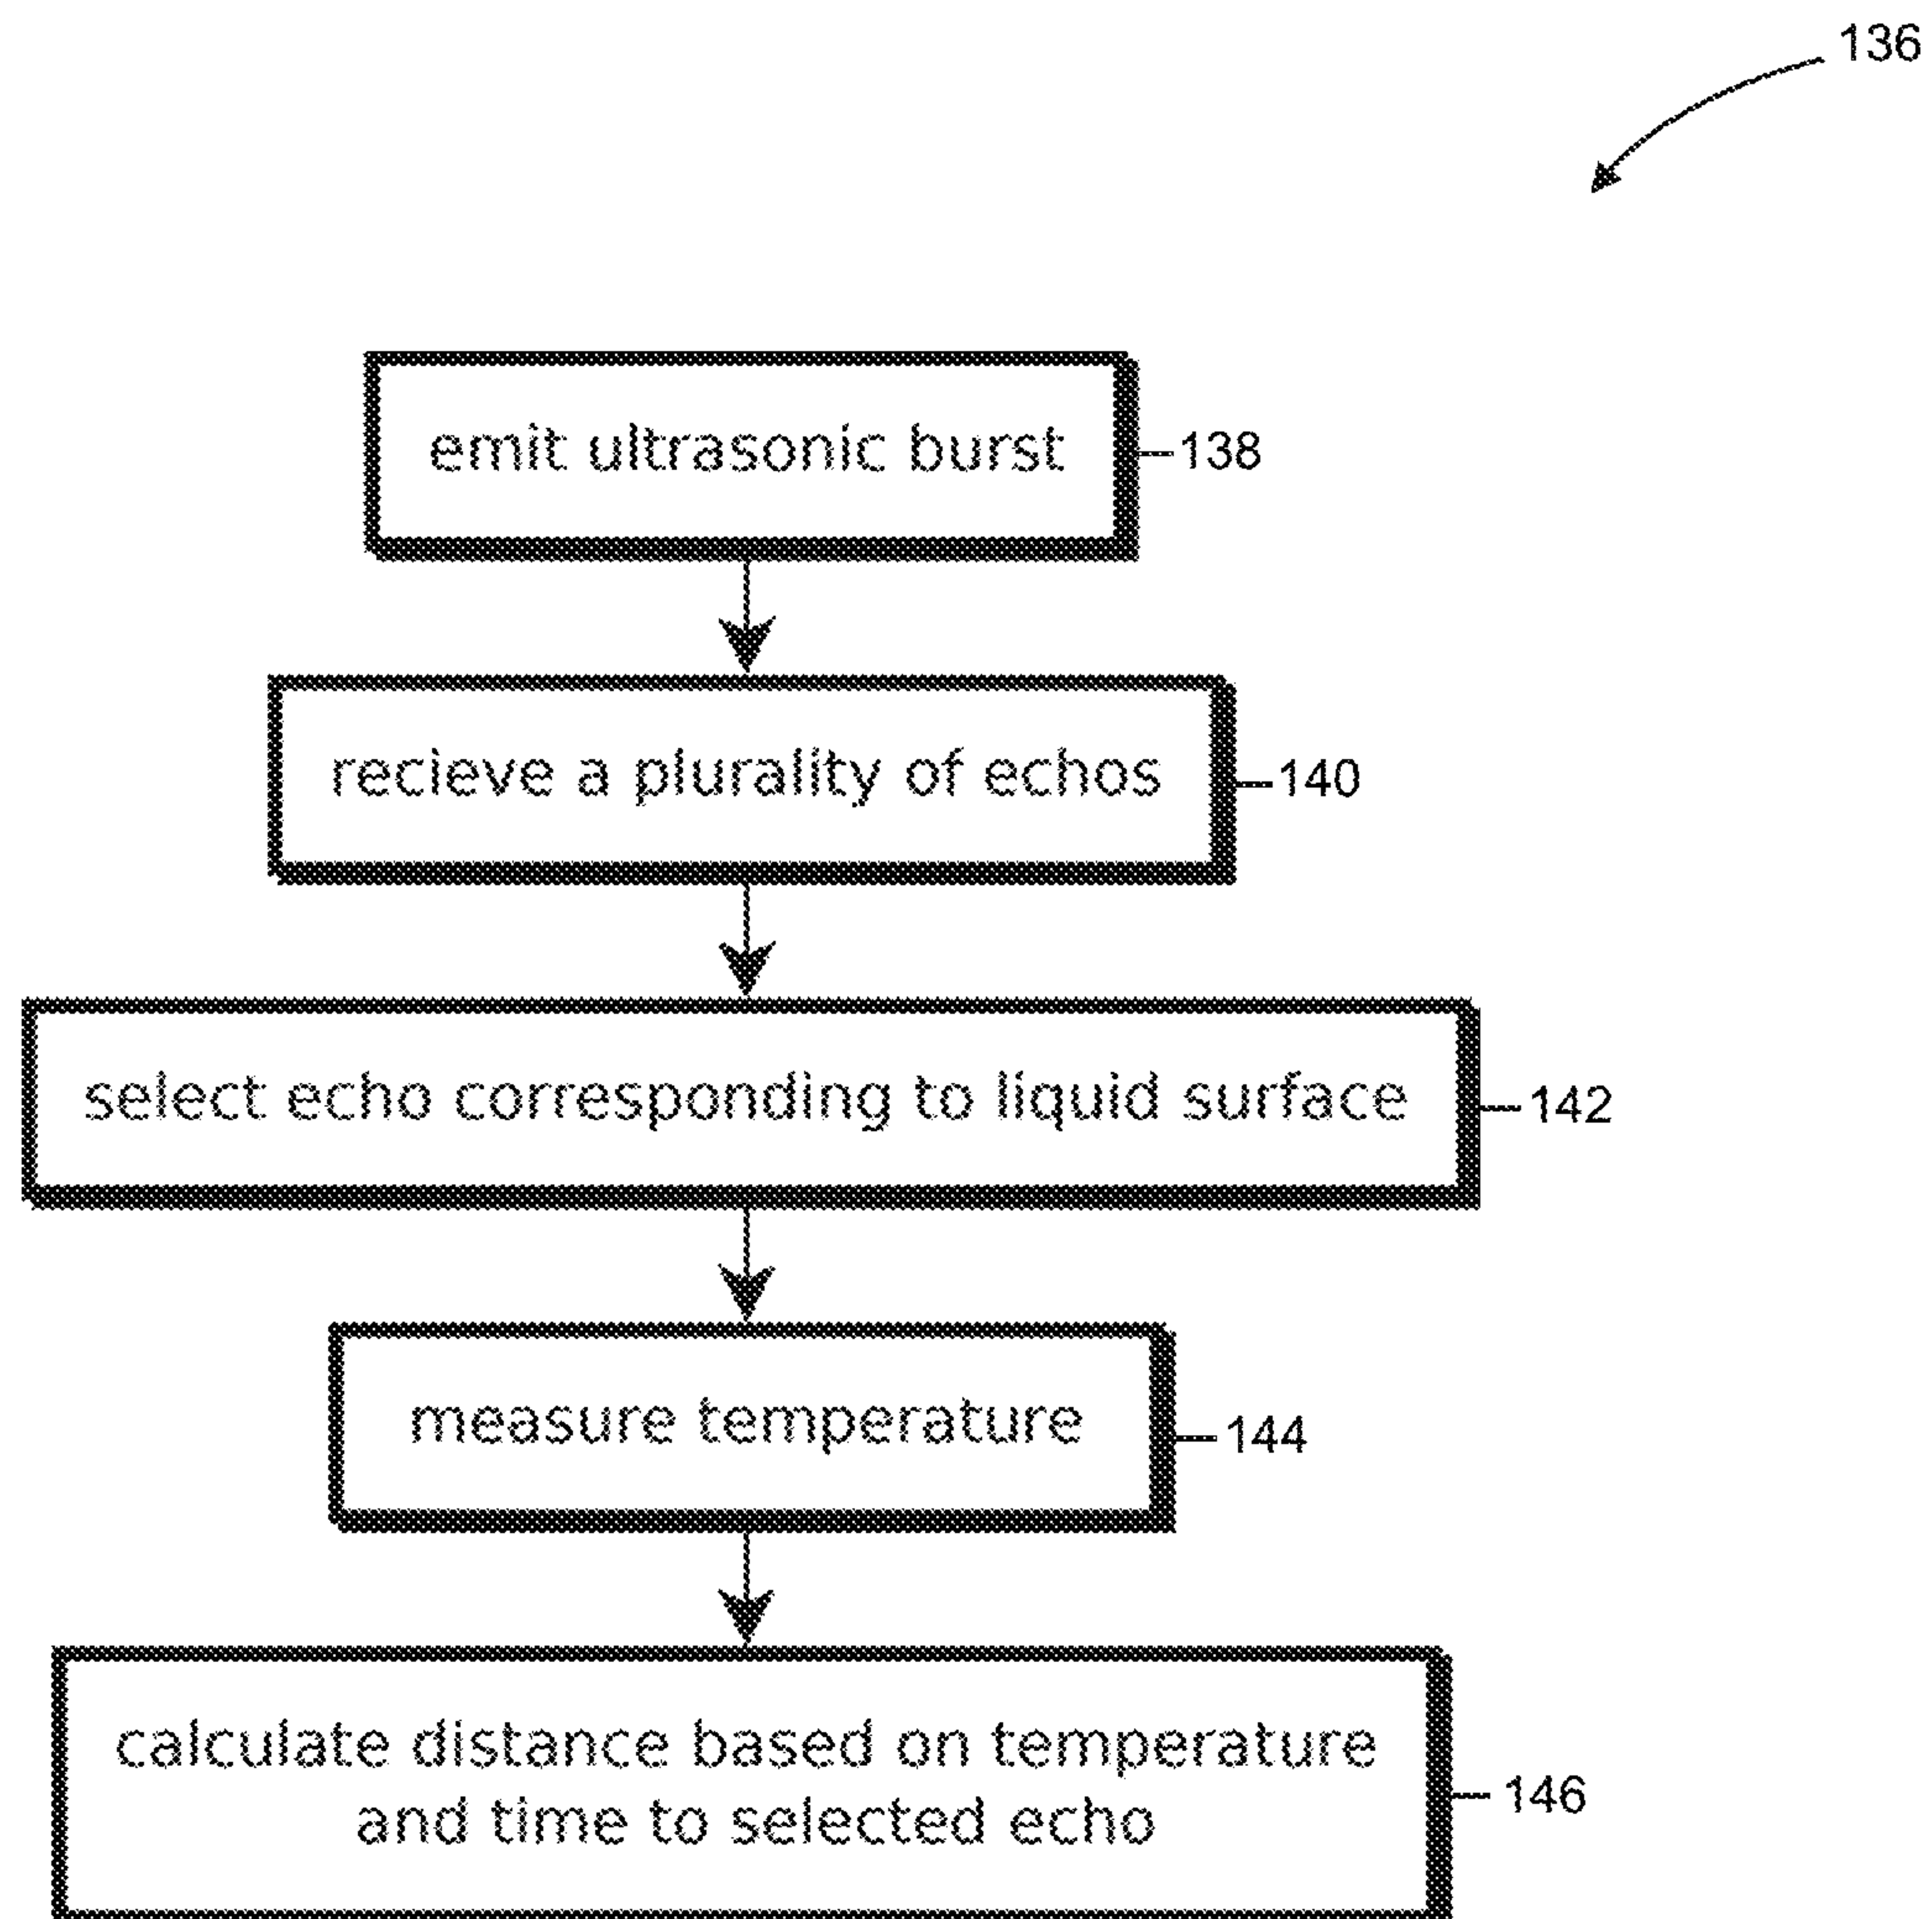 136
emit ultrasonic burst
138
recieve a plurality of echos
140
select echo corresponding to liquid surface
142
measure temperature
144
calculate distance based on temperature
and time to selected echo
146